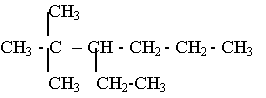 CH₃
CH₃ - C – CH - CH₂ - CH₂ - CH₃
CH₃ CH₂-CH₃